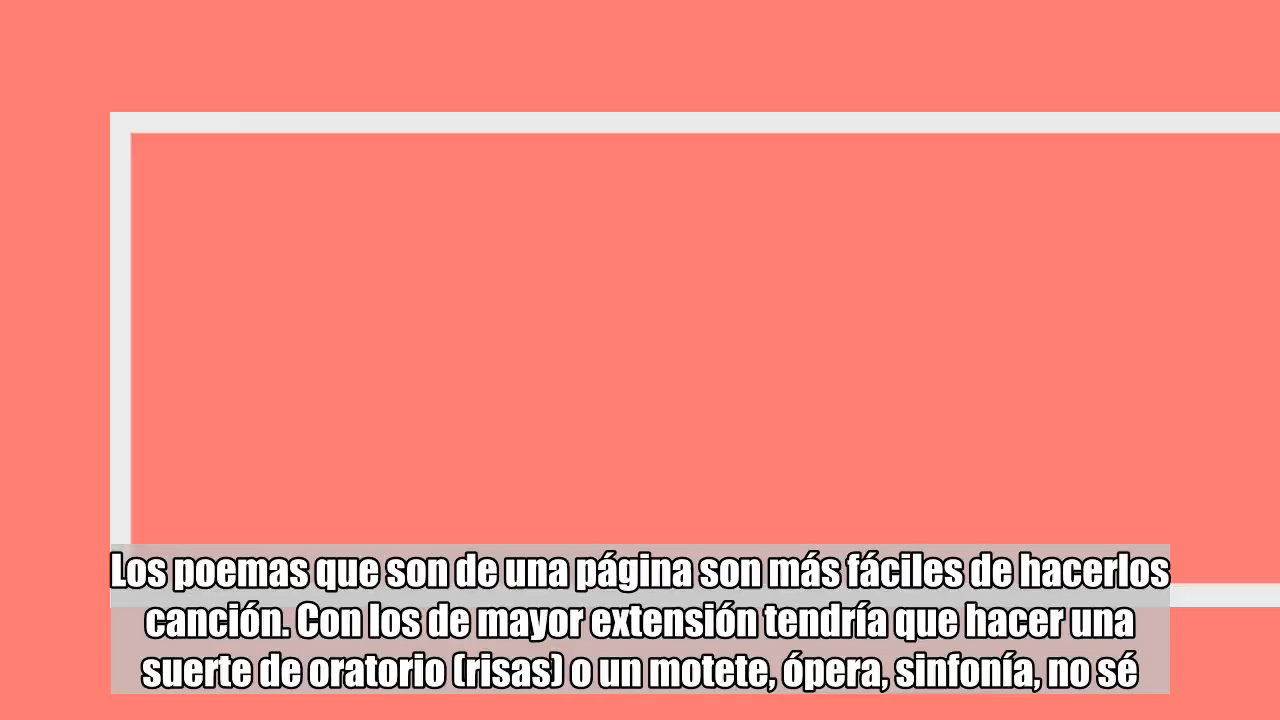 Los poemas que son de una página son más fáciles de hacerlos
canción. Con los de mayor extensión tendría que hacer una
suerte de oratorio (risas) o un motete, ópera, sinfonía, no sé